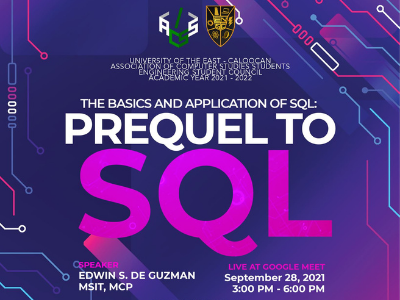 UNIVERSITY OF THE EAST - CALOOCAN
ASSOCIATION OF COMPUTER STUDIES STUDENTS
ENGINEERING STUDENT COUNCIL
ACADEMIC YEAR 2021 - 2022
THE BASICS AND APPLICATION OF SQL:
PREQUEL TO
SQL
SPEAKER
EDWIN S. DE GUZMAN
MSIT, MCP
LIVE AT GOOGLE MEET
September 28, 2021
3:00 PM - 6:00 PM